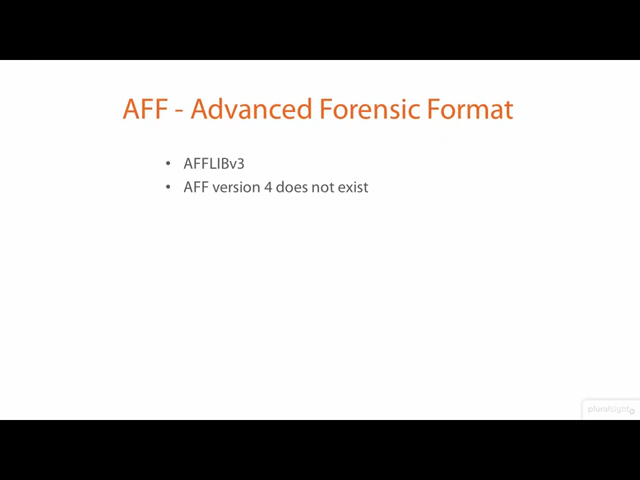 AFF - Advanced Forensic Format
• AFFLIBv3
• AFF version 4 does not exist
pluralsight